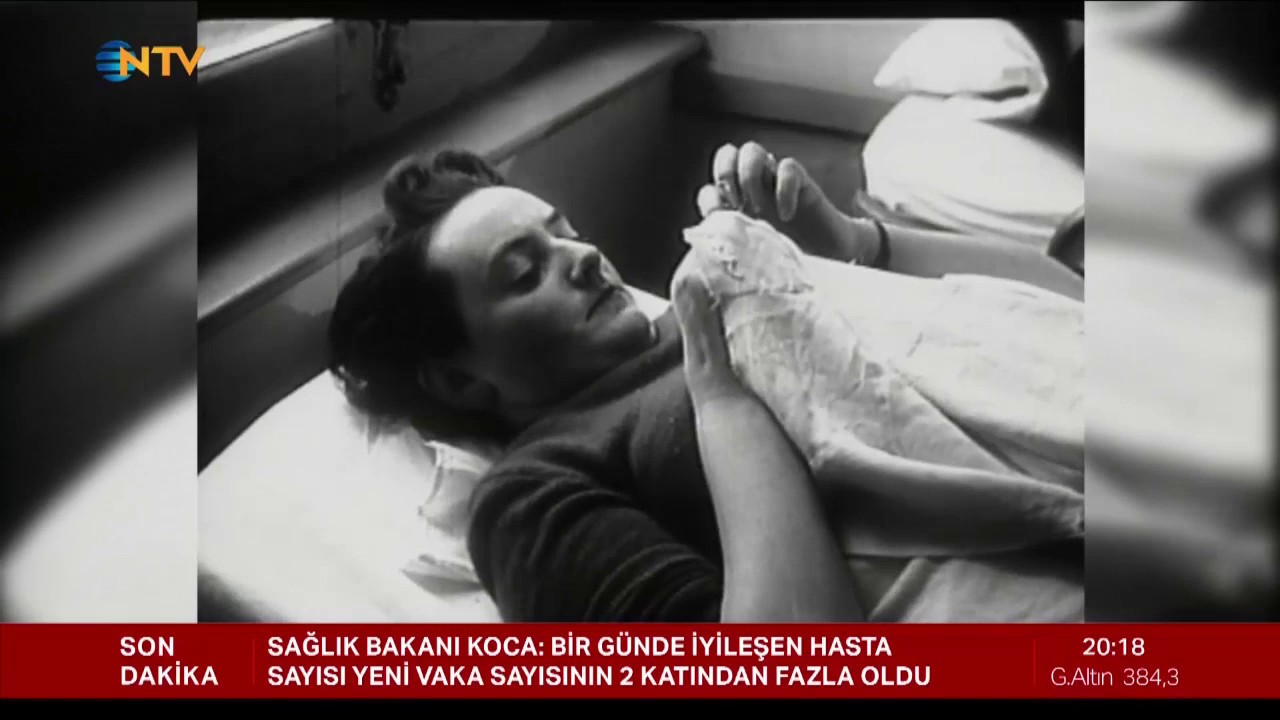 NTV
SON
DAKİKA
SAĞLIK BAKANI KOCA: BİR GÜNDE İYİLEŞEN HASTA
SAYISI YENİ VAKA SAYISININ 2 KATINDAN FAZLA OLDU
20:18
G.Altın 384,3